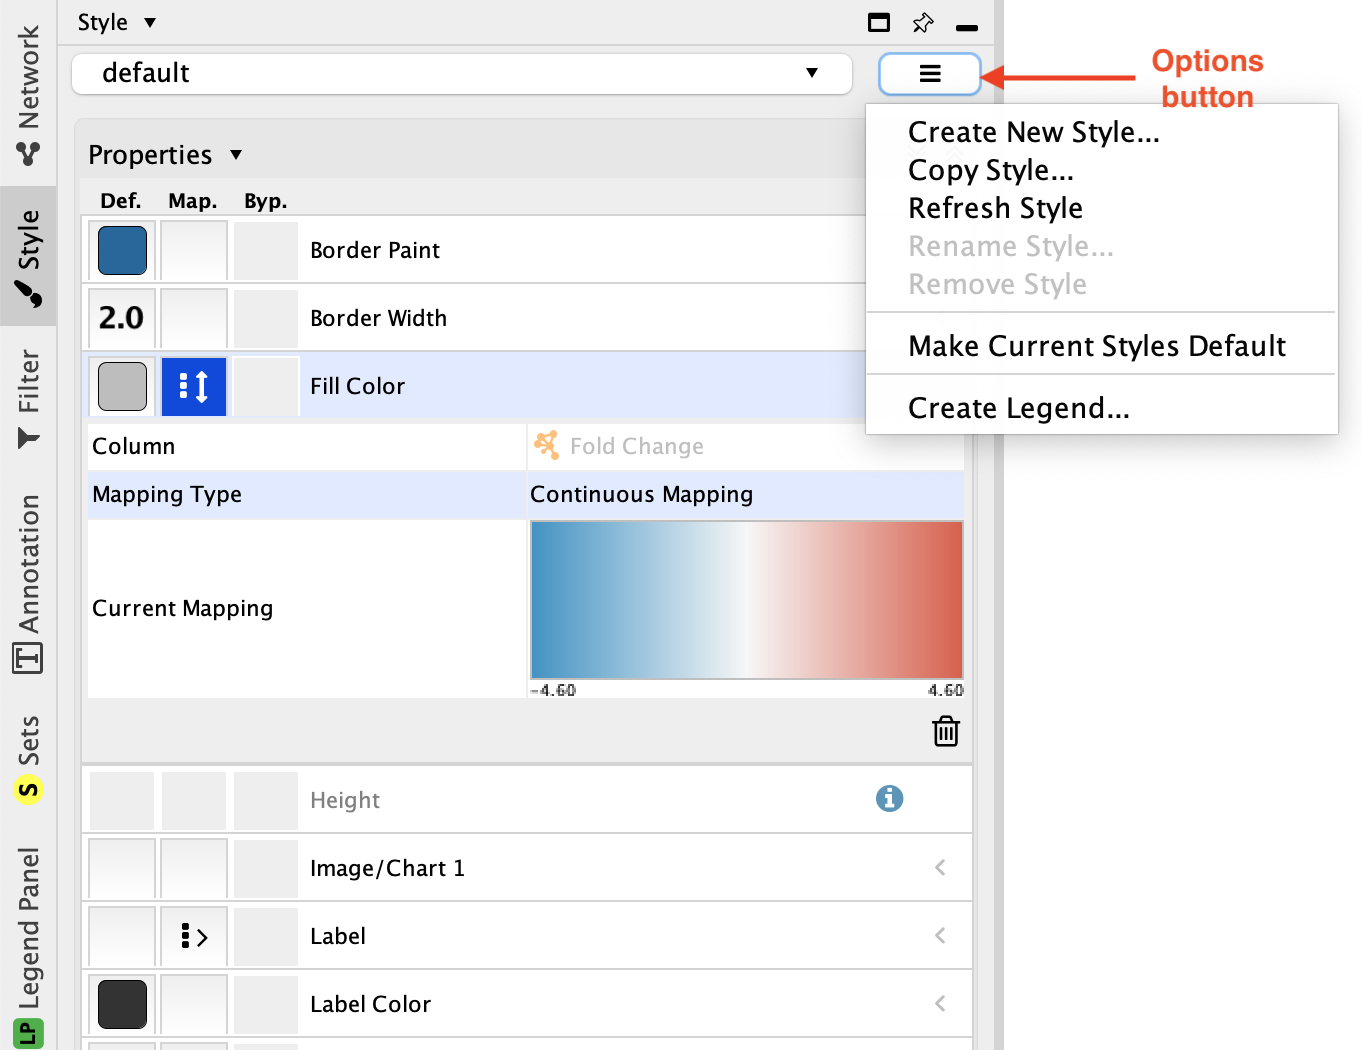 Network
Style
Filter
Annotation
Sets
S
Legend Panel
LP
Style
default
Options
button
Create New Style...
Copy Style...
Refresh Style
Rename Style...
Remove Style
Make Current Styles Default
Create Legend...
Properties
Def. Map. Byp.
Border Paint
2.0 Border Width
Fill Color
Column Fold Change
Mapping Type Continuous Mapping
Current Mapping
-4.60 4.60
Height
Image/Chart 1
Label
Label Color